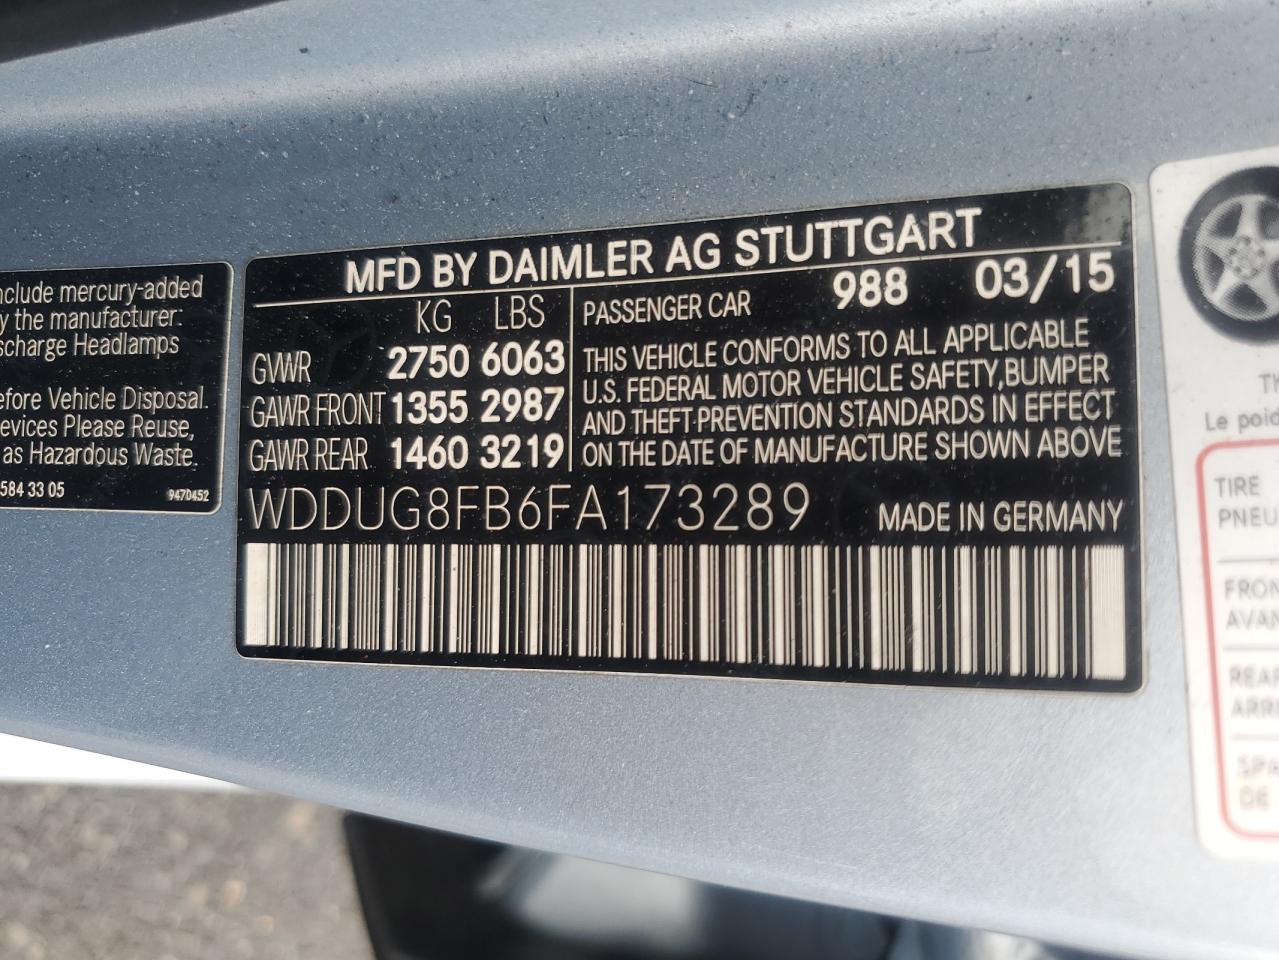 nclude mercury-added
y the manufacturer:
scharge Headlamps
efore Vehicle Disposal.
evices Please Reuse,
as Hazardous Waste.
584 33 05
9470452
MFD BY DAIMLER AG STUTTGART
KG LBS
GVWR 2750 6063
GAWR FRONT 1355 2987
GAWR REAR 1460 3219
PASSENGER CAR 988 03/15
THIS VEHICLE CONFORMS TO ALL APPLICABLE
U.S. FEDERAL MOTOR VEHICLE SAFETY,BUMPER
AND THEFT-PREVENTION STANDARDS IN EFFECT
ON THE DATE OF MANUFACTURE SHOWN ABOVE
WDDUG8FB6FA173289 MADE IN GERMANY
Th
Le poid
TIRE
PNEU
FRON
AVAN
REAR
ARRI
SPA
DE